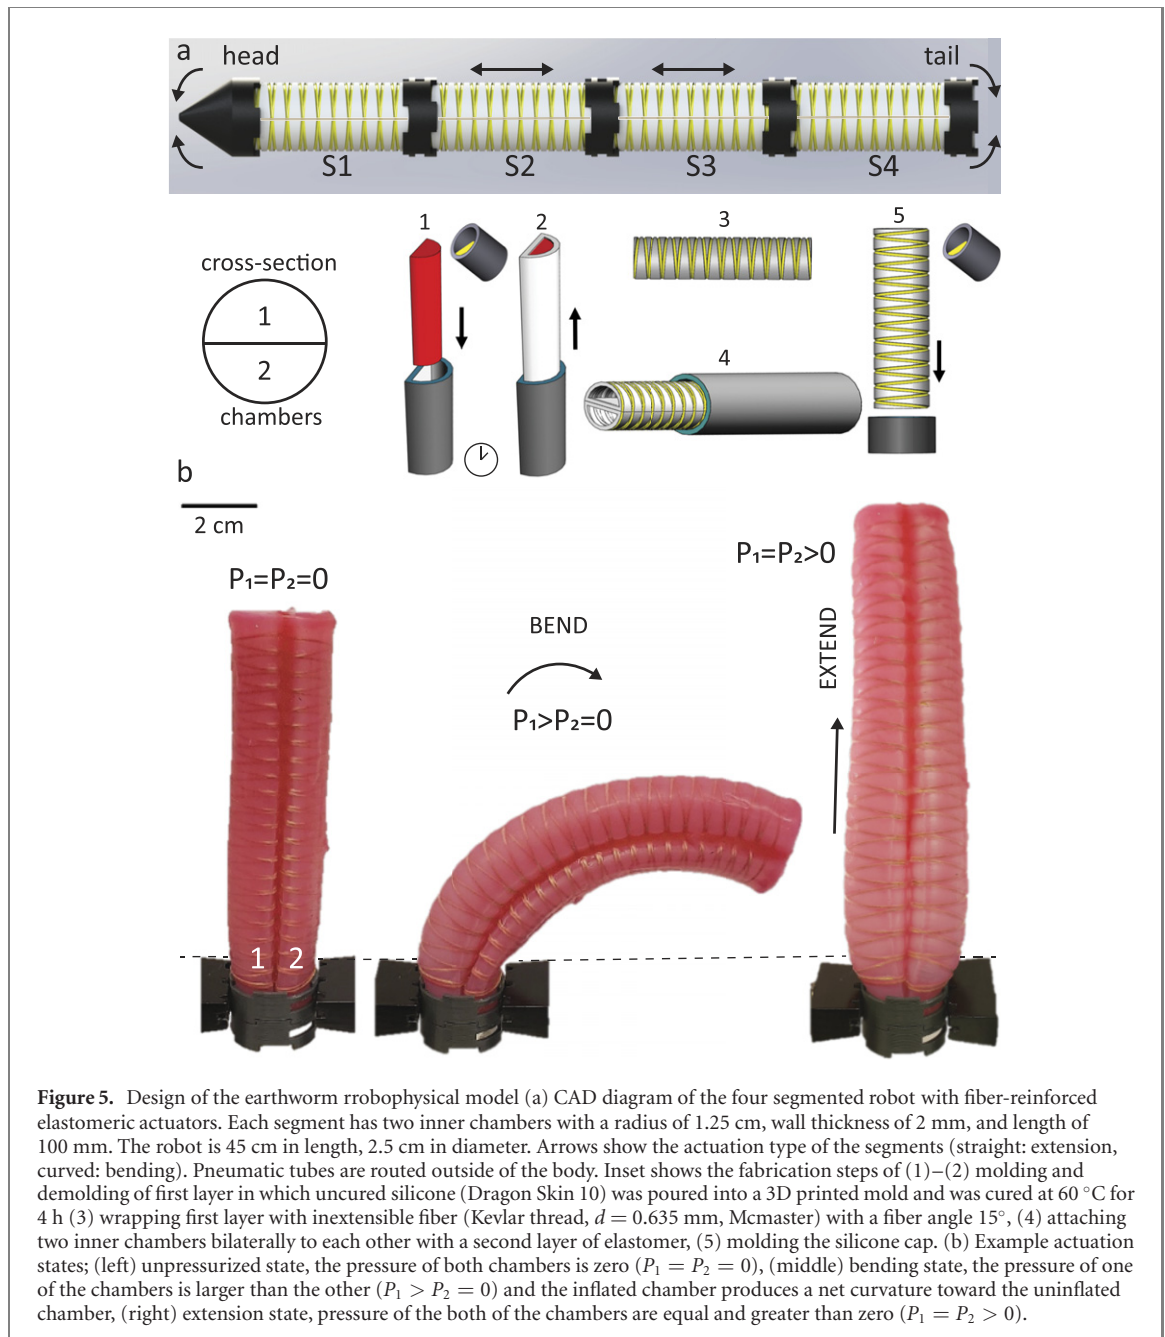 a
head
tail
S1
S2
S3
S4
1
2
3
5
cross-section
1
2
4
chambers
b
2 cm
P₁=P₂>0
P₁=P₂=0
BEND
EXTEND
P₁>P₂=0
1
2
Figure 5. Design of the earthworm rrobophysical model (a) CAD diagram of the four segmented robot with fiber-reinforced
elastomeric actuators. Each segment has two inner chambers with a radius of 1.25 cm, wall thickness of 2 mm, and length of
100 mm. The robot is 45 cm in length, 2.5 cm in diameter. Arrows show the actuation type of the segments (straight: extension,
curved: bending). Pneumatic tubes are routed outside of the body. Inset shows the fabrication steps of (1)–(2) molding and
demolding of first layer in which uncured silicone (Dragon Skin 10) was poured into a 3D printed mold and was cured at 60 °C for
4 h (3) wrapping first layer with inextensible fiber (Kevlar thread, d = 0.635 mm, Mcmaster) with a fiber angle 15°, (4) attaching
two inner chambers bilaterally to each other with a second layer of elastomer, (5) molding the silicone cap. (b) Example actuation
states; (left) unpressurized state, the pressure of both chambers is zero (P₁ = P₂ = 0), (middle) bending state, the pressure of one
of the chambers is larger than the other (P₁ > P₂ = 0) and the inflated chamber produces a net curvature toward the uninflated
chamber, (right) extension state, pressure of the both of the chambers are equal and greater than zero (P₁ = P₂ > 0).